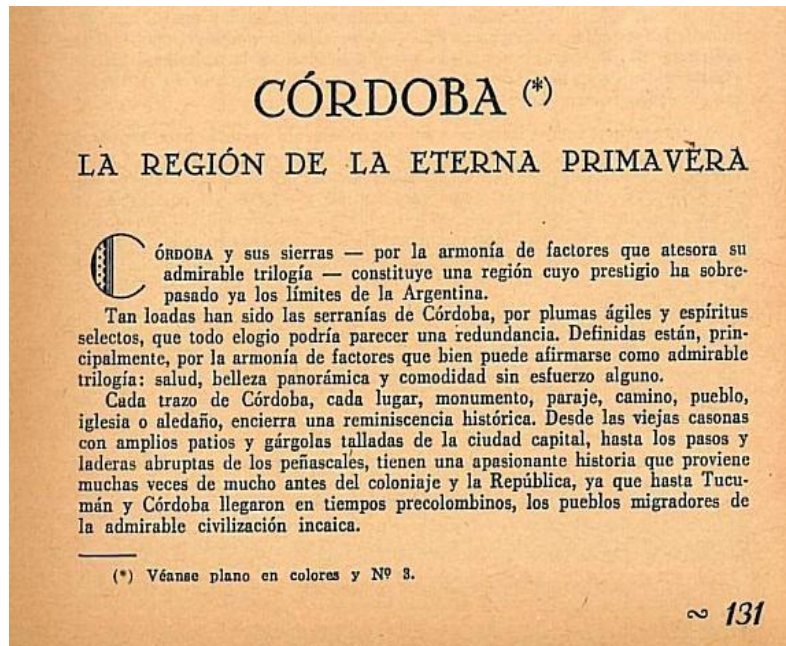 CÓRDOBA (*)
LA REGIÓN DE LA ETERNA PRIMAVERA
CÓRDOBA y sus sierras — por la armonía de factores que atesora su
admirable trilogía — constituye una región cuyo prestigio ha sobre-
pasado ya los límites de la Argentina.
Tan loadas han sido las serranías de Córdoba, por plumas ágiles y espíritus
selectos, que todo elogio podría parecer una redundancia. Definidas están, prin-
cipalmente, por la armonía de factores que bien puede afirmarse como admirable
trilogía: salud, belleza panorámica y comodidad sin esfuerzo alguno.
Cada trazo de Córdoba, cada lugar, monumento, paraje, camino, pueblo,
iglesia o aledaño, encierra una reminiscencia histórica. Desde las viejas casonas
con amplios patios y gárgolas talladas de la ciudad capital, hasta los pasos y
laderas abruptas de los peñascales, tienen una apasionante historia que proviene
muchas veces de mucho antes del coloniaje y la República, ya que hasta Tucu-
mán y Córdoba llegaron en tiempos precolombinos, los pueblos migradores de
la admirable civilización incaica.
(*) Véanse plano en colores y Nº 3.
~ 131